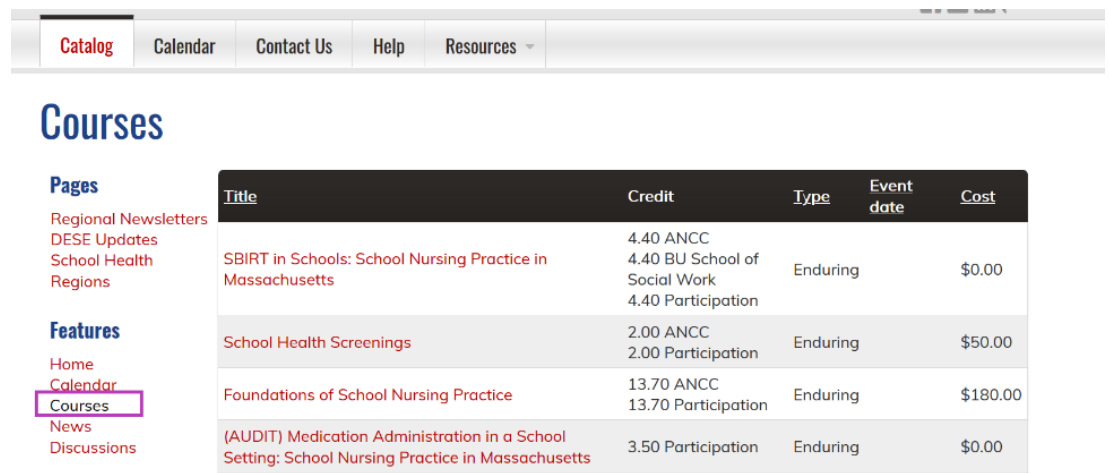 Catalog Calendar Contact Us Help Resources
Courses
Pages
Regional Newsletters
DESE Updates
School Health
Regions
Features
Home
Calendar
Courses
News
Discussions
Title Credit Type Event date Cost
SBIRT in Schools: School Nursing Practice in
Massachusetts
4.40 ANCC
4.40 BU School of
Social Work
4.40 Participation
Enduring
$0.00
School Health Screenings
2.00 ANCC
2.00 Participation
Enduring
$50.00
Foundations of School Nursing Practice
13.70 ANCC
13.70 Participation
Enduring
$180.00
(AUDIT) Medication Administration in a School
Setting: School Nursing Practice in Massachusetts
3.50 Participation
Enduring
$0.00